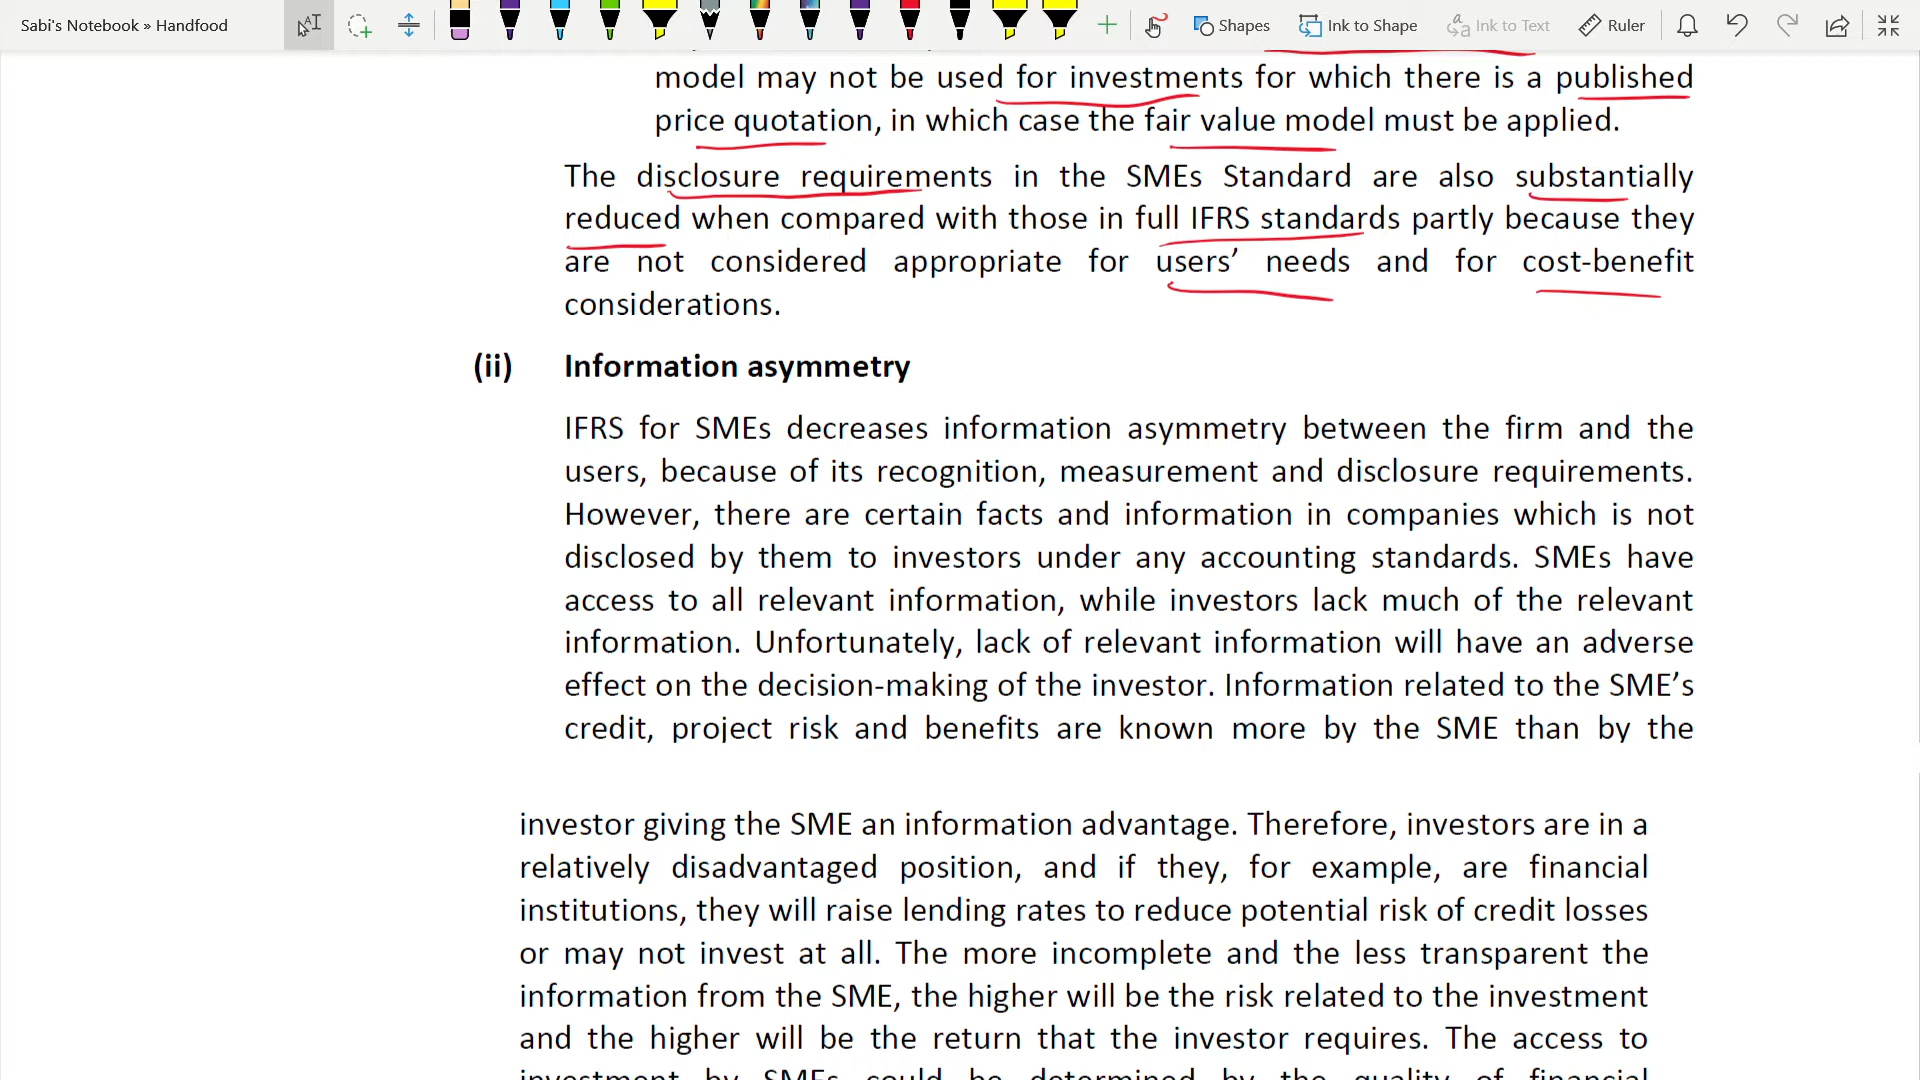 Sabi's Notebook » Handfood
Shapes
Ink to Shape
Ink to Text
Ruler
model may not be used for investments for which there is a published
price quotation, in which case the fair value model must be applied.
The disclosure requirements in the SMEs Standard are also substantially
reduced when compared with those in full IFRS standards partly because they
are not considered appropriate for users’ needs and for cost-benefit
considerations.
(ii) Information asymmetry
IFRS for SMEs decreases information asymmetry between the firm and the
users, because of its recognition, measurement and disclosure requirements.
However, there are certain facts and information in companies which is not
disclosed by them to investors under any accounting standards. SMEs have
access to all relevant information, while investors lack much of the relevant
information. Unfortunately, lack of relevant information will have an adverse
effect on the decision-making of the investor. Information related to the SME’s
credit, project risk and benefits are known more by the SME than by the
investor giving the SME an information advantage. Therefore, investors are in a
relatively disadvantaged position, and if they, for example, are financial
institutions, they will raise lending rates to reduce potential risk of credit losses
or may not invest at all. The more incomplete and the less transparent the
information from the SME, the higher will be the risk related to the investment
and the higher will be the return that the investor requires. The access to
investment by SMEs could be determined by the quality of financial